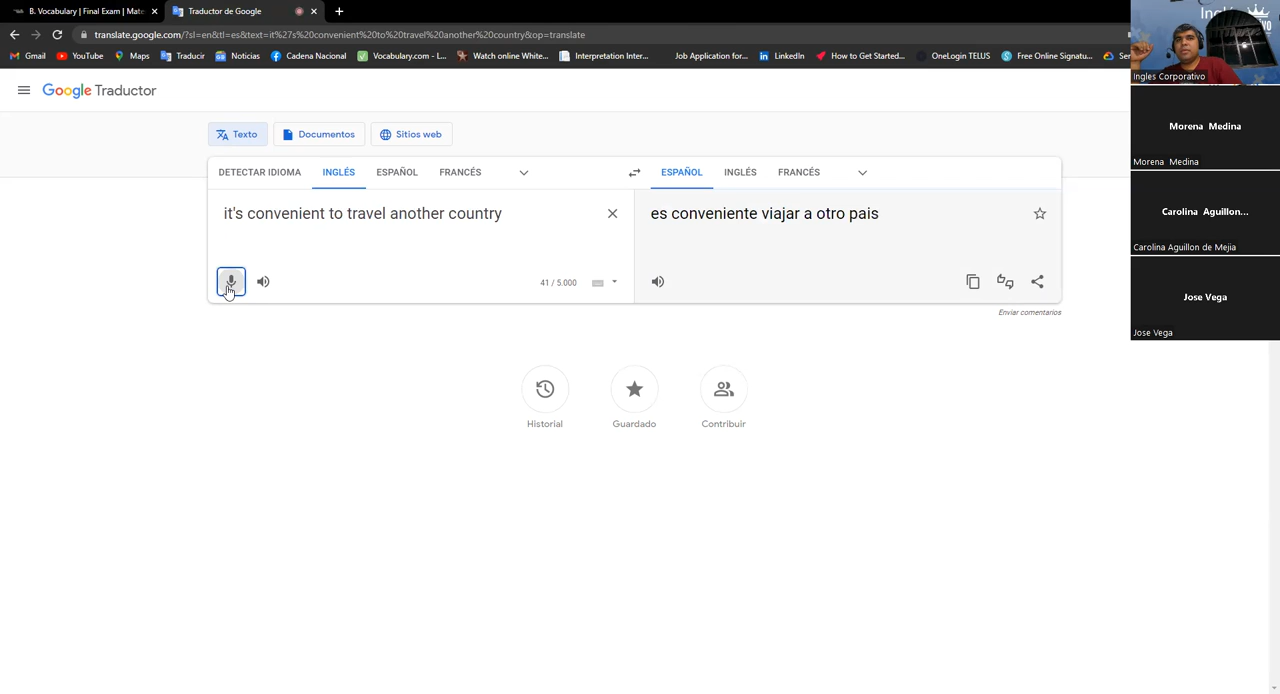 B. Vocabulary | Final Exam | Mate
Traductor de Google
translate.google.com/?sl=en&tl=es&text=it%27s%20convenient%20to%20travel%20another%20country&op=translate
Gmail
YouTube
Maps
Traducir
Noticias
Cadena Nacional
Vocabulary.com - L...
Watch online White...
Interpretation Inter...
Job Application for...
LinkedIn
How to Get Started...
OneLogin TELUS
Free Online Signatu...
Ser
Google Traductor
Texto
Documentos
Sitios web
DETECTAR IDIOMA
INGLÉS
ESPAÑOL
FRANCÉS
ESPAÑOL
INGLÉS
FRANCÉS
it's convenient to travel another country
es conveniente viajar a otro pais
41 / 5.000
Enviar comentarios
Historial
Guardado
Contribuir
Ingles Corporativo
Morena Medina
Morena Medina
Carolina Aguillon...
Carolina Aguillon de Mejia
Jose Vega
Jose Vega